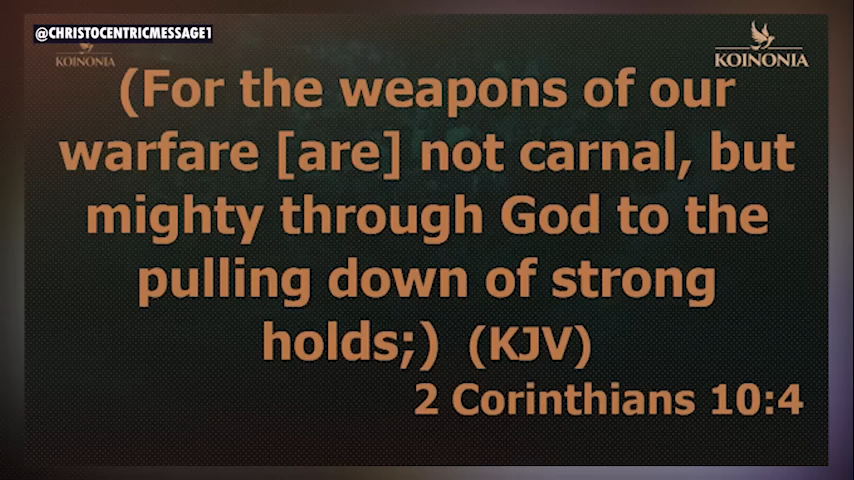 @CHRISTOCENTRICMESSAGE1
KOINONIA
KOINONIA
(For the weapons of our
warfare [are] not carnal, but
mighty through God to the
pulling down of strong
holds;) (KJV)
2 Corinthians 10:4